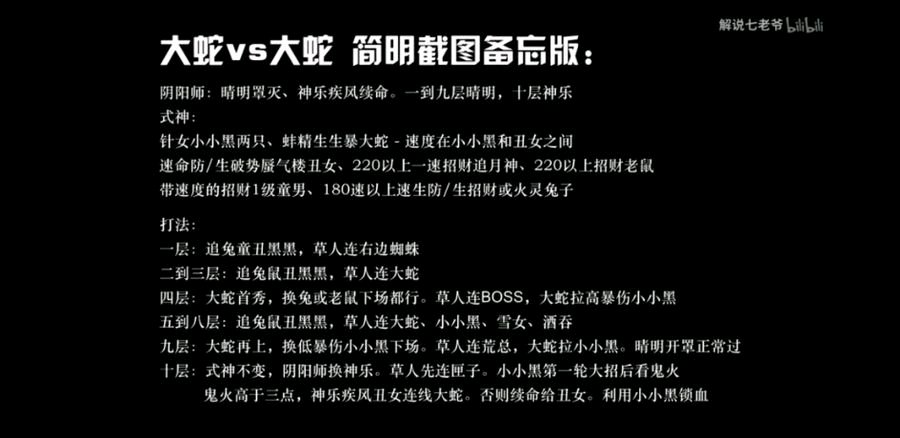 解说七老爷 bilibili
大蛇vs大蛇 简明截图备忘版：
阴阳师：晴明罩灭、神乐疾风续命。一到九层晴明，十层神乐
式神：
针女小小黑两只、蚌精生生暴大蛇 - 速度在小小黑和丑女之间
速命防/生破势蜃气楼丑女、220以上一速招财追月神、220以上招财老鼠
带速度的招财1级童男、180速以上速生防/生招财或火灵兔子
打法：
一层：追兔童丑黑黑，草人连右边蜘蛛
二到三层：追兔鼠丑黑黑，草人连大蛇
四层：大蛇首秀，换兔或老鼠下场都行。草人连BOSS，大蛇拉高暴伤小小黑
五到八层：追兔鼠丑黑黑，草人连大蛇、小小黑、雪女、酒吞
九层：大蛇再上，换低暴伤小小黑下场。草人连荒总，大蛇拉小小黑。晴明开罩正常过
十层：式神不变，阴阳师换神乐。草人先连匣子。小小黑第一轮大招后看鬼火
鬼火高于三点，神乐疾风丑女连线大蛇。否则续命给丑女。利用小小黑锁血